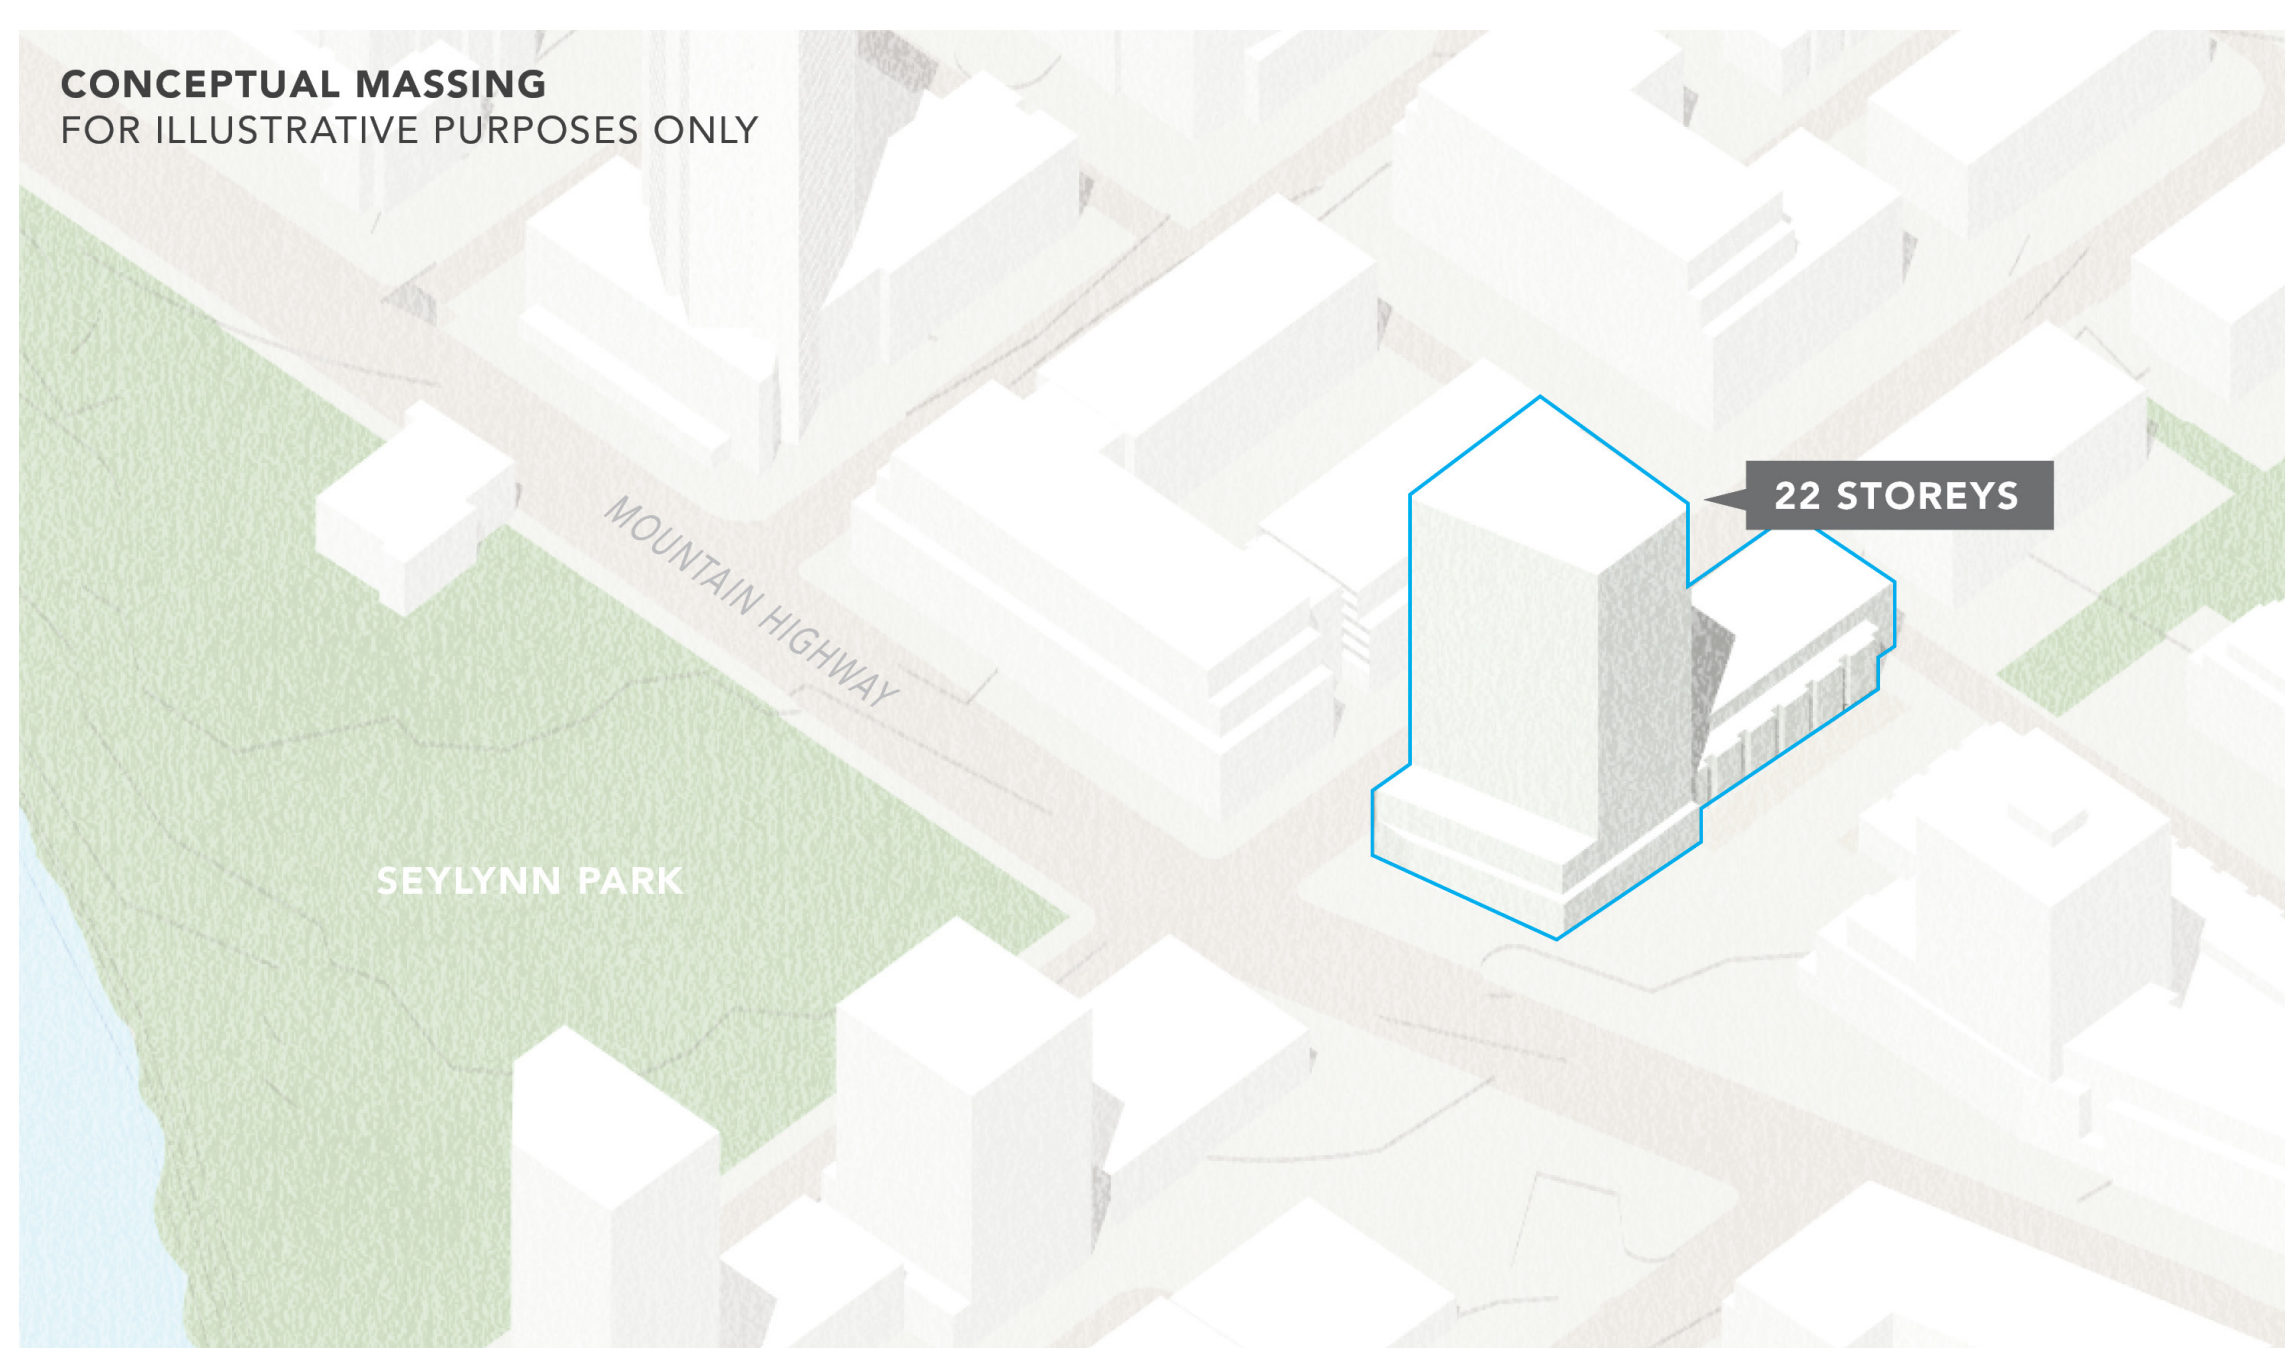 CONCEPTUAL MASSING
FOR ILLUSTRATIVE PURPOSES ONLY
22 STOREYS
MOUNTAIN HIGHWAY
SEYLYNN PARK